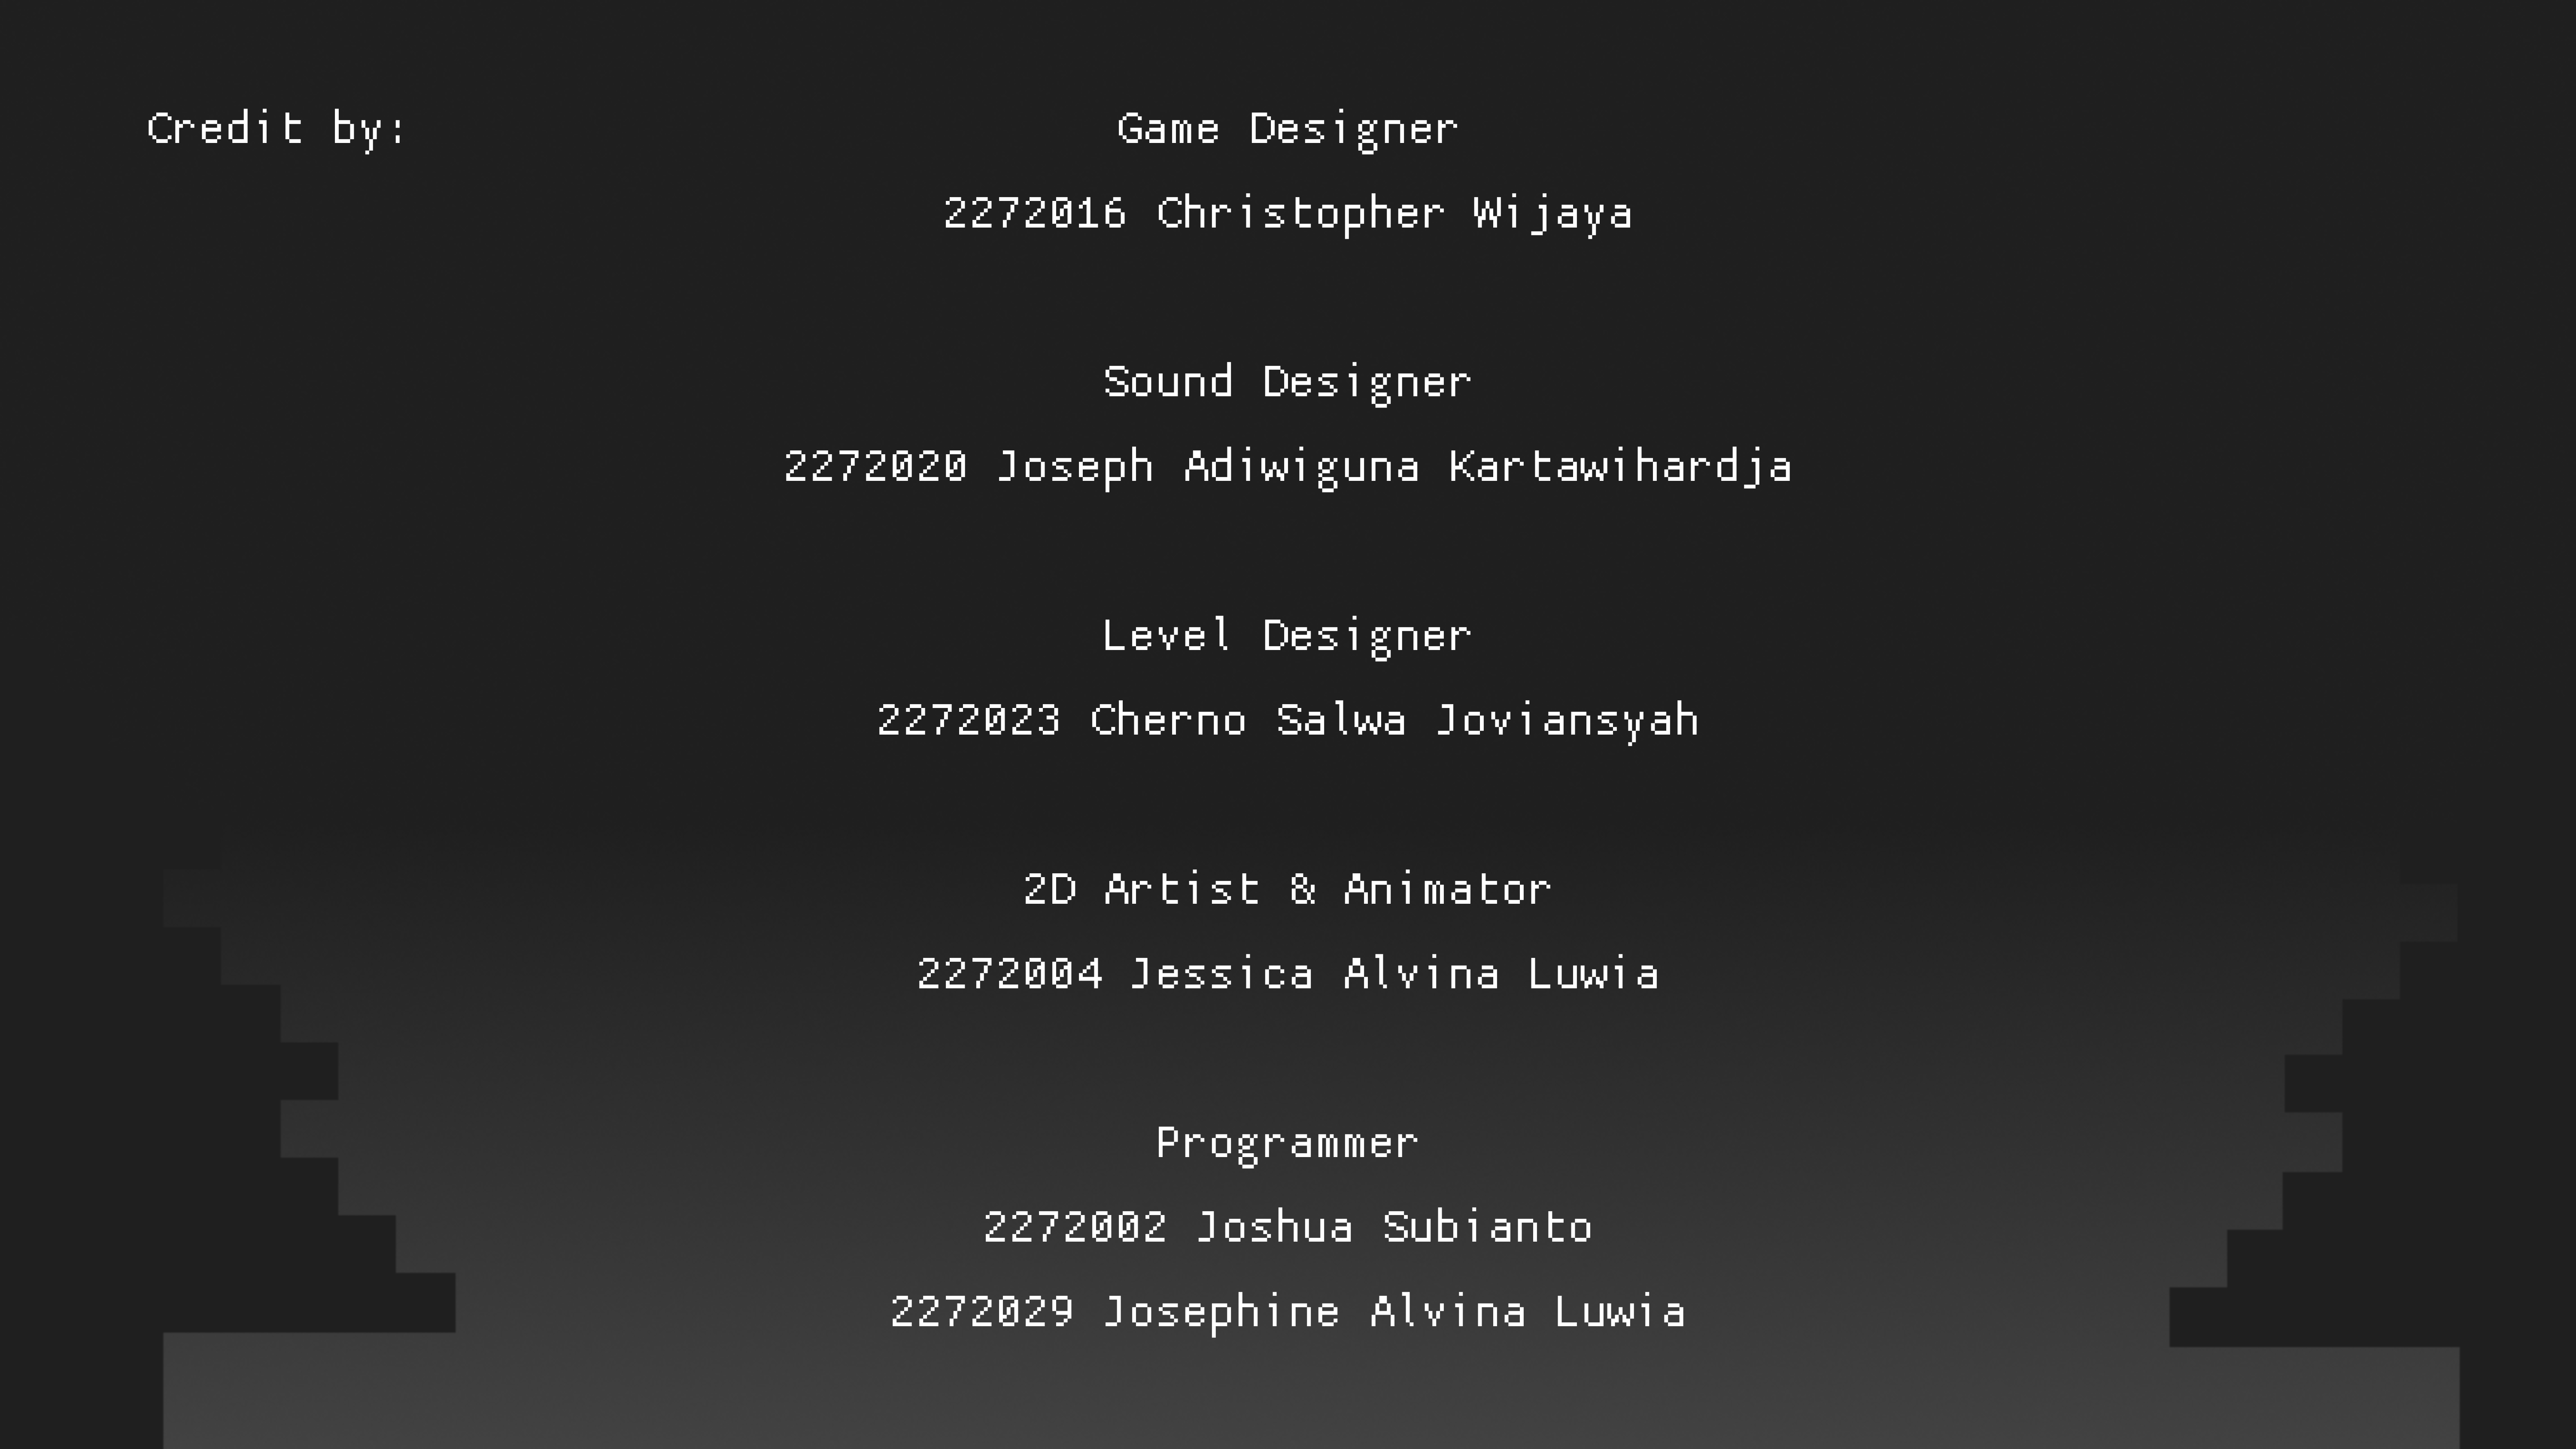 Credit by:
Game Designer
2272016 Christopher Wijaya
Sound Designer
2272020 Joseph Adiwiguna Kartawihardja
Level Designer
2272023 Cherno Salwa Joviansyah
2D Artist & Animator
2272004 Jessica Alvina Luwia
Programmer
2272002 Joshua Subianto
2272029 Josephine Alvina Luwia